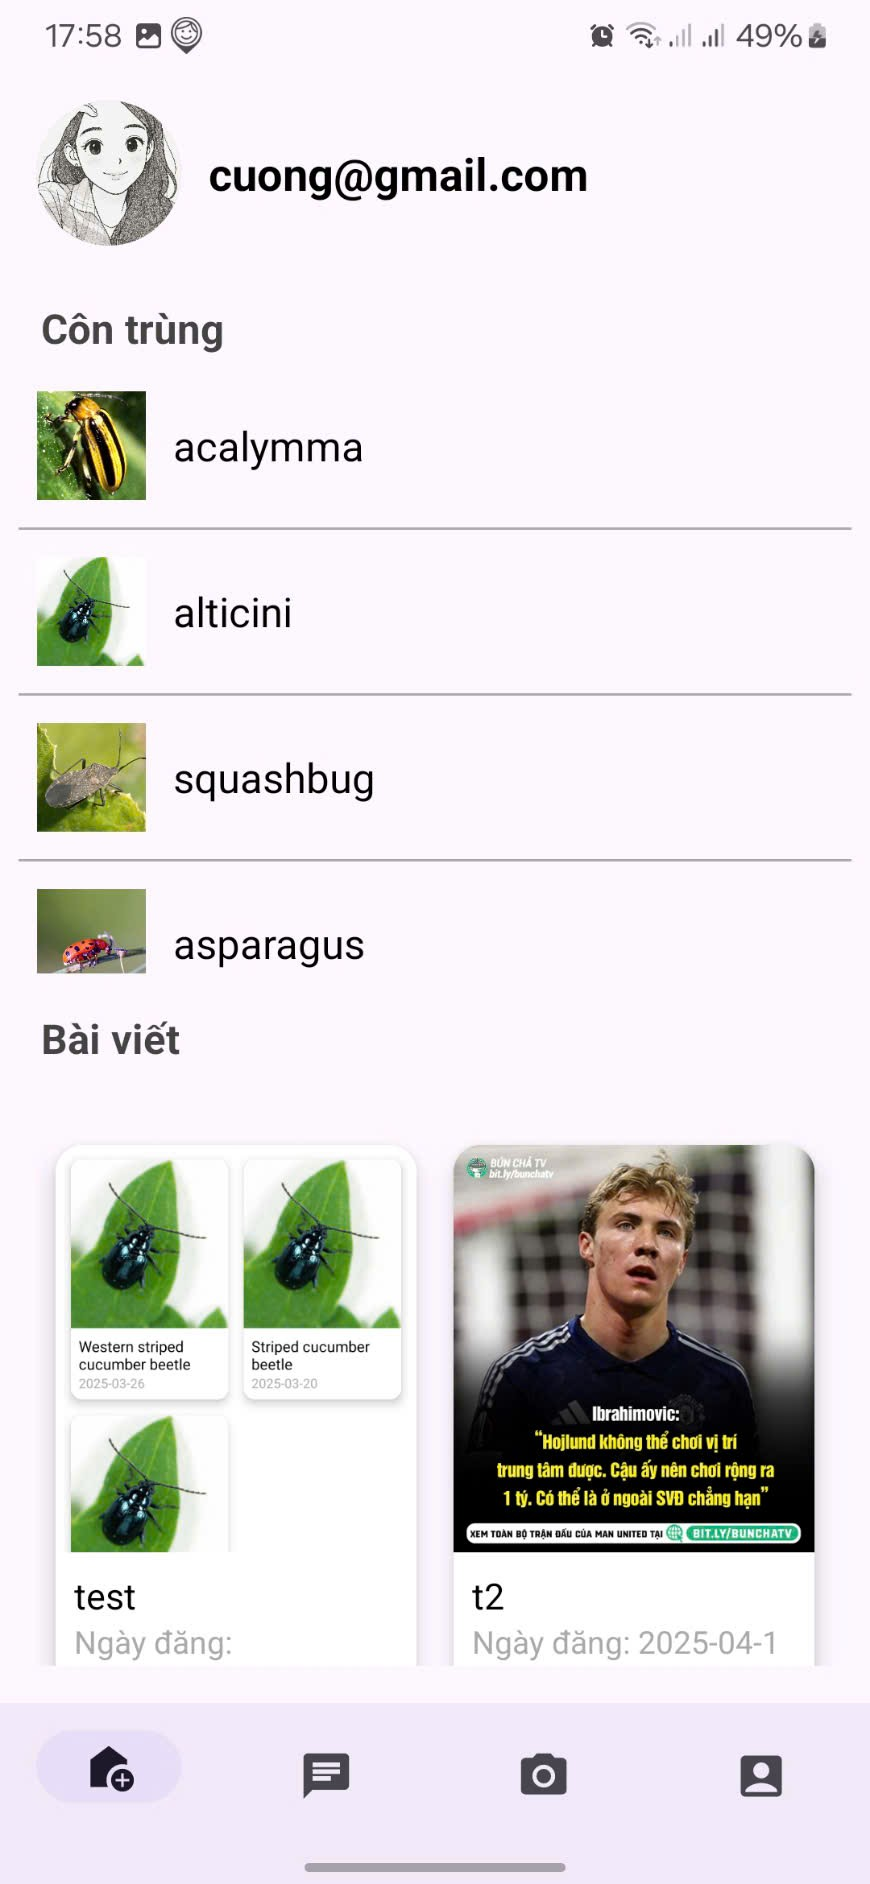 17:58
49%
cuong@gmail.com
Côn trùng
acalymma
alticini
squashbug
asparagus
Bài viết
Western striped
cucumber beetle
2025-03-26
Striped cucumber
beetle
2025-03-20
test
Ngày đăng:
BÚN CHẢ TV
bit.ly/bunchatv
Ibrahimovic:
“Hojlund không thể chơi vị trí
trung tâm được. Cậu ấy nên chơi rộng ra
1 tý. Có thể là ở ngoài SVĐ chẳng hạn”
XEM TOÀN BỘ TRẬN ĐẤU CỦA MAN UNITED TẠI BIT.LY/BUNCHATV
t2
Ngày đăng: 2025-04-1